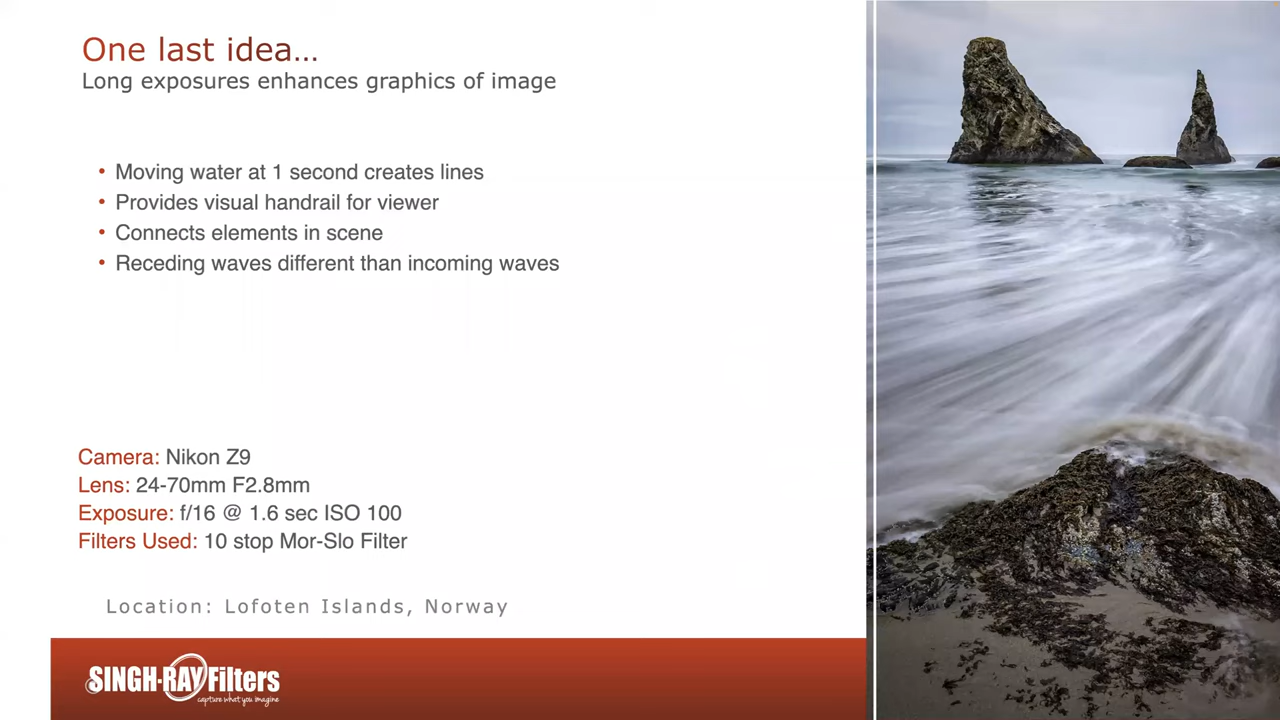 One last idea...
Long exposures enhances graphics of image
• Moving water at 1 second creates lines
• Provides visual handrail for viewer
• Connects elements in scene
• Receding waves different than incoming waves
Camera: Nikon Z9
Lens: 24-70mm F2.8mm
Exposure: f/16 @ 1.6 sec ISO 100
Filters Used: 10 stop Mor-Slo Filter
Location: Lofoten Islands, Norway
SINGH-RAY Filters
capture what you imagine